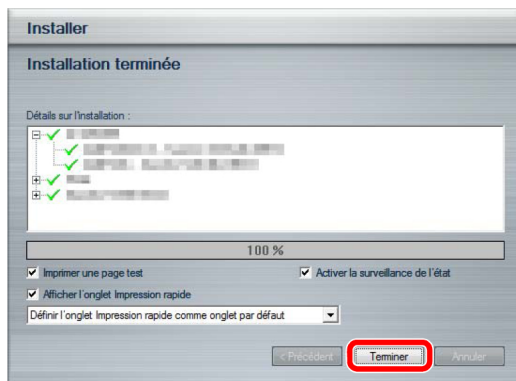 Installer
Installation terminée
Détails sur l'installation :
100 %
Imprimer une page test
Activer la surveillance de l'état
Afficher l'onglet Impression rapide
Définir l'onglet Impression rapide comme onglet par défaut
< Précédent
Terminer
Annuler